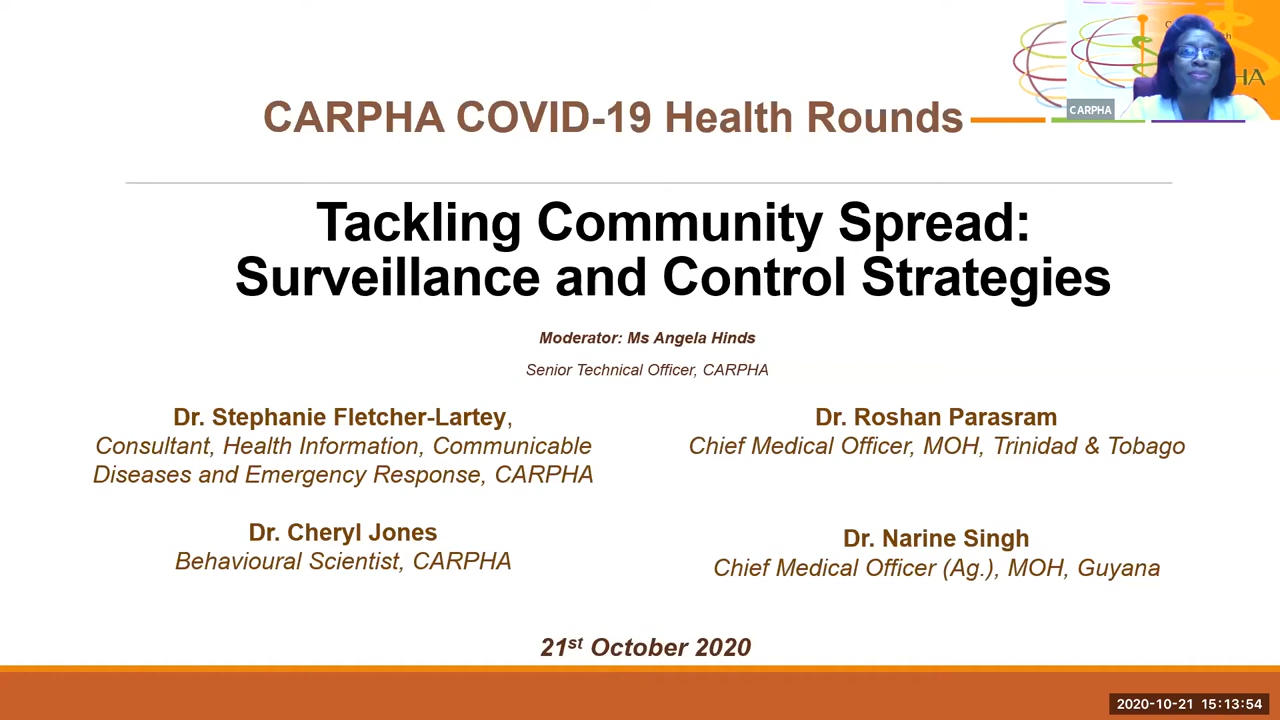 CARPHA COVID-19 Health Rounds
CARPHA
HA
Tackling Community Spread:
Surveillance and Control Strategies
Moderator: Ms Angela Hinds
Senior Technical Officer, CARPHA
Dr. Stephanie Fletcher-Lartey,
Consultant, Health Information, Communicable
Diseases and Emergency Response, CARPHA
Dr. Roshan Parasram
Chief Medical Officer, MOH, Trinidad & Tobago
Dr. Cheryl Jones
Behavioural Scientist, CARPHA
Dr. Narine Singh
Chief Medical Officer (Ag.), MOH, Guyana
21st October 2020
2020-10-21 15:13:54